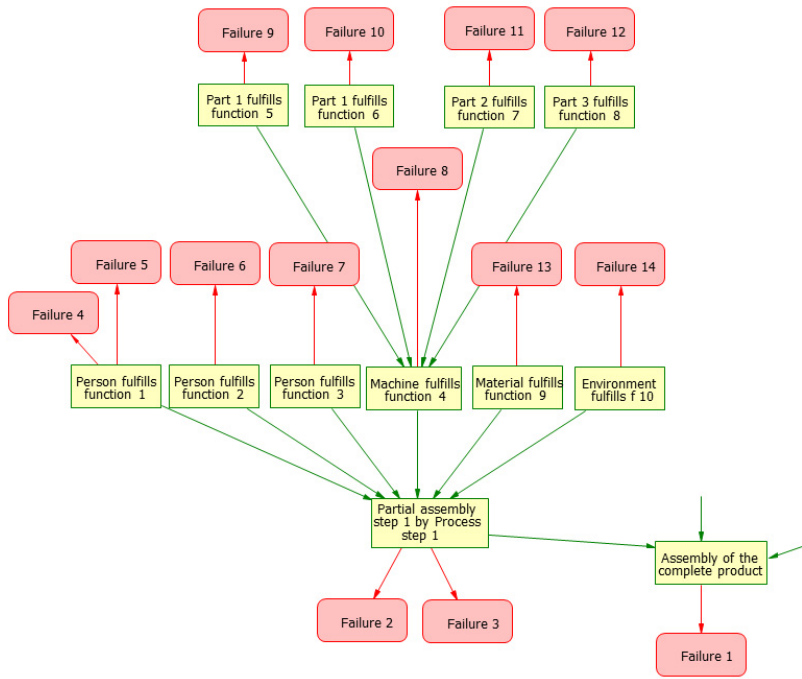 Failure 9
Failure 10
Failure 11
Failure 12
Part 1 fulfills
function 5
Part 1 fulfills
function 6
Part 2 fulfills
function 7
Part 3 fulfills
function 8
Failure 8
Failure 5
Failure 6
Failure 7
Failure 13
Failure 14
Failure 4
Person fulfills
function 1
Person fulfills
function 2
Person fulfills
function 3
Machine fulfills
function 4
Material fulfills
function 9
Environment
fulfills f 10
Partial assembly
step 1 by Process
step 1
Assembly of the
complete product
Failure 2
Failure 3
Failure 1